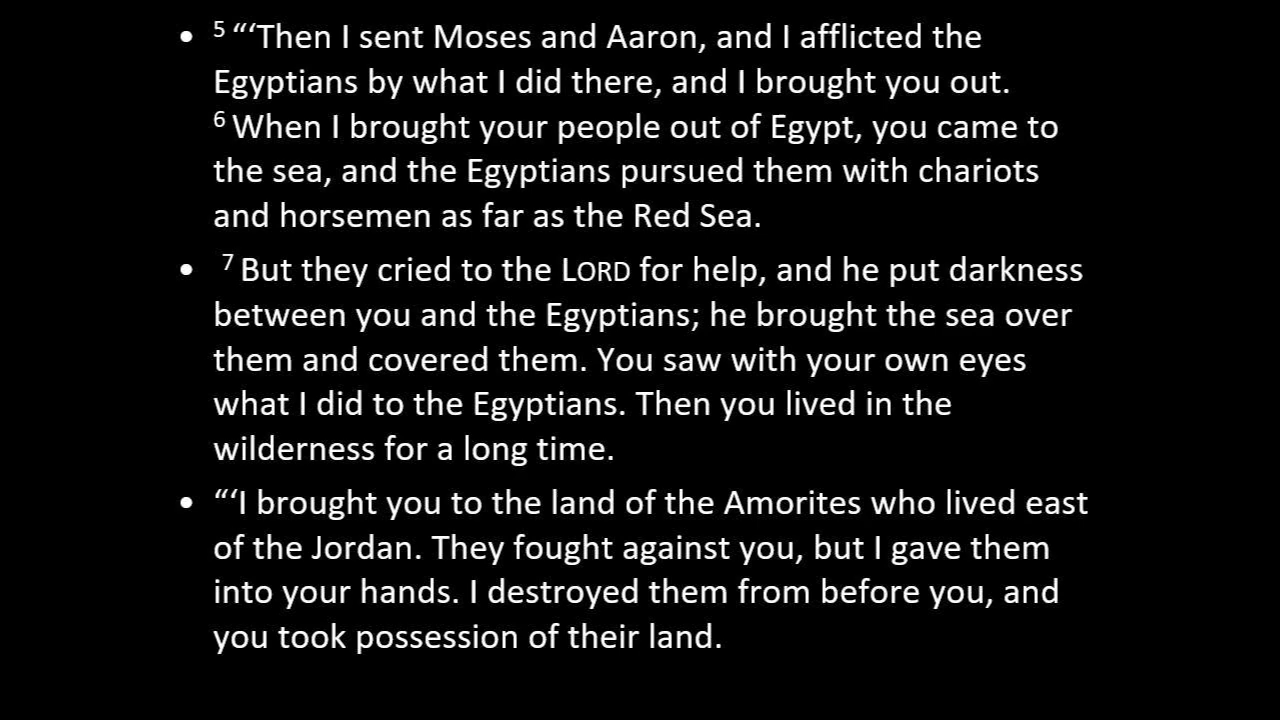 • ⁵ “‘Then I sent Moses and Aaron, and I afflicted the
Egyptians by what I did there, and I brought you out.
⁶ When I brought your people out of Egypt, you came to
the sea, and the Egyptians pursued them with chariots
and horsemen as far as the Red Sea.
• ⁷ But they cried to the LORD for help, and he put darkness
between you and the Egyptians; he brought the sea over
them and covered them. You saw with your own eyes
what I did to the Egyptians. Then you lived in the
wilderness for a long time.
• “‘I brought you to the land of the Amorites who lived east
of the Jordan. They fought against you, but I gave them
into your hands. I destroyed them from before you, and
you took possession of their land.